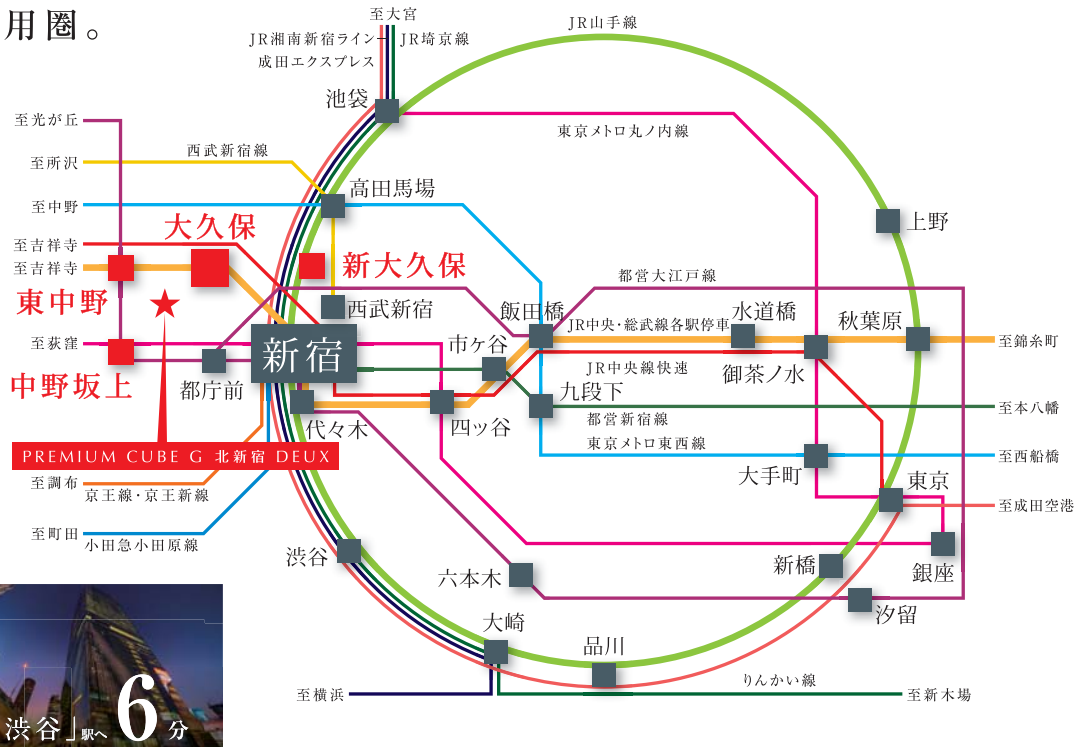 用圏。
至大宮
JR湘南新宿ライン
JR埼京線
成田エクスプレス
JR山手線
池袋
至光が丘
東京メトロ丸ノ内線
西武新宿線
至所沢
高田馬場
至中野
大久保
上野
至吉祥寺
至吉祥寺
新大久保
都営大江戸線
東中野
西武新宿
飯田橋
水道橋
JR中央・総武線各駅停車
秋葉原
至荻窪
新宿
市ヶ谷
至錦糸町
都庁前
JR中央線快速
御茶ノ水
中野坂上
九段下
至本八幡
代々木
四ッ谷
都営新宿線
東京メトロ東西線
PREMIUM CUBE G 北新宿 DEUX
至西船橋
大手町
至調布
京王線・京王新線
東京
至成田空港
至町田
小田急小田原線
渋谷
六本木
新橋
銀座
汐留
大崎
品川
りんかい線
至横浜
至新木場
渋谷」駅へ6分